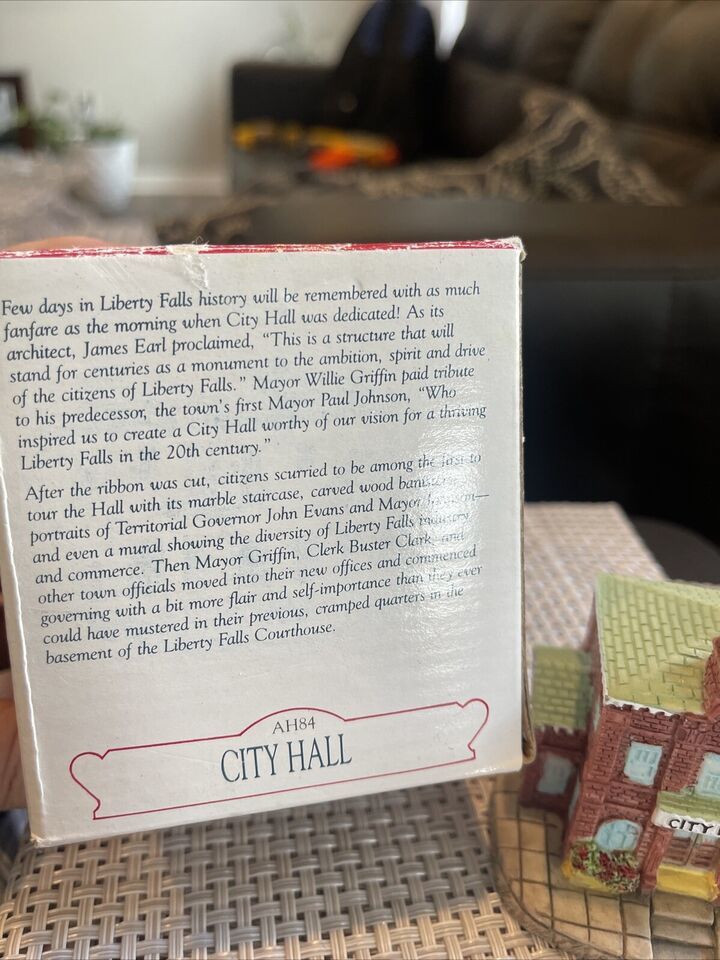 Few days in Liberty Falls history will be remembered with as much
fanfare as the morning when City Hall was dedicated! As its
architect, James Earl proclaimed, “This is a structure that will
stand for centuries as a monument to the ambition, spirit and drive
of the citizens of Liberty Falls.” Mayor Willie Griffin paid tribute
to his predecessor, the town’s first Mayor Paul Johnson, “Who
inspired us to create a City Hall worthy of our vision for a thriving
Liberty Falls in the 20th century.”
After the ribbon was cut, citizens scurried to be among the first to
tour the Hall with its marble staircase, carved wood
portraits of Territorial Governor John Evans and Mayor Johnson—
and even a mural showing the diversity of Liberty Falls industry
and commerce. Then Mayor Griffin, Clerk Buster Clark and
other town officials moved into their new offices and commenced
governing with a bit more flair and self-importance than they ever
could have mustered in their previous, cramped quarters in the
basement of the Liberty Falls Courthouse.
AH84
CITY HALL
CITY